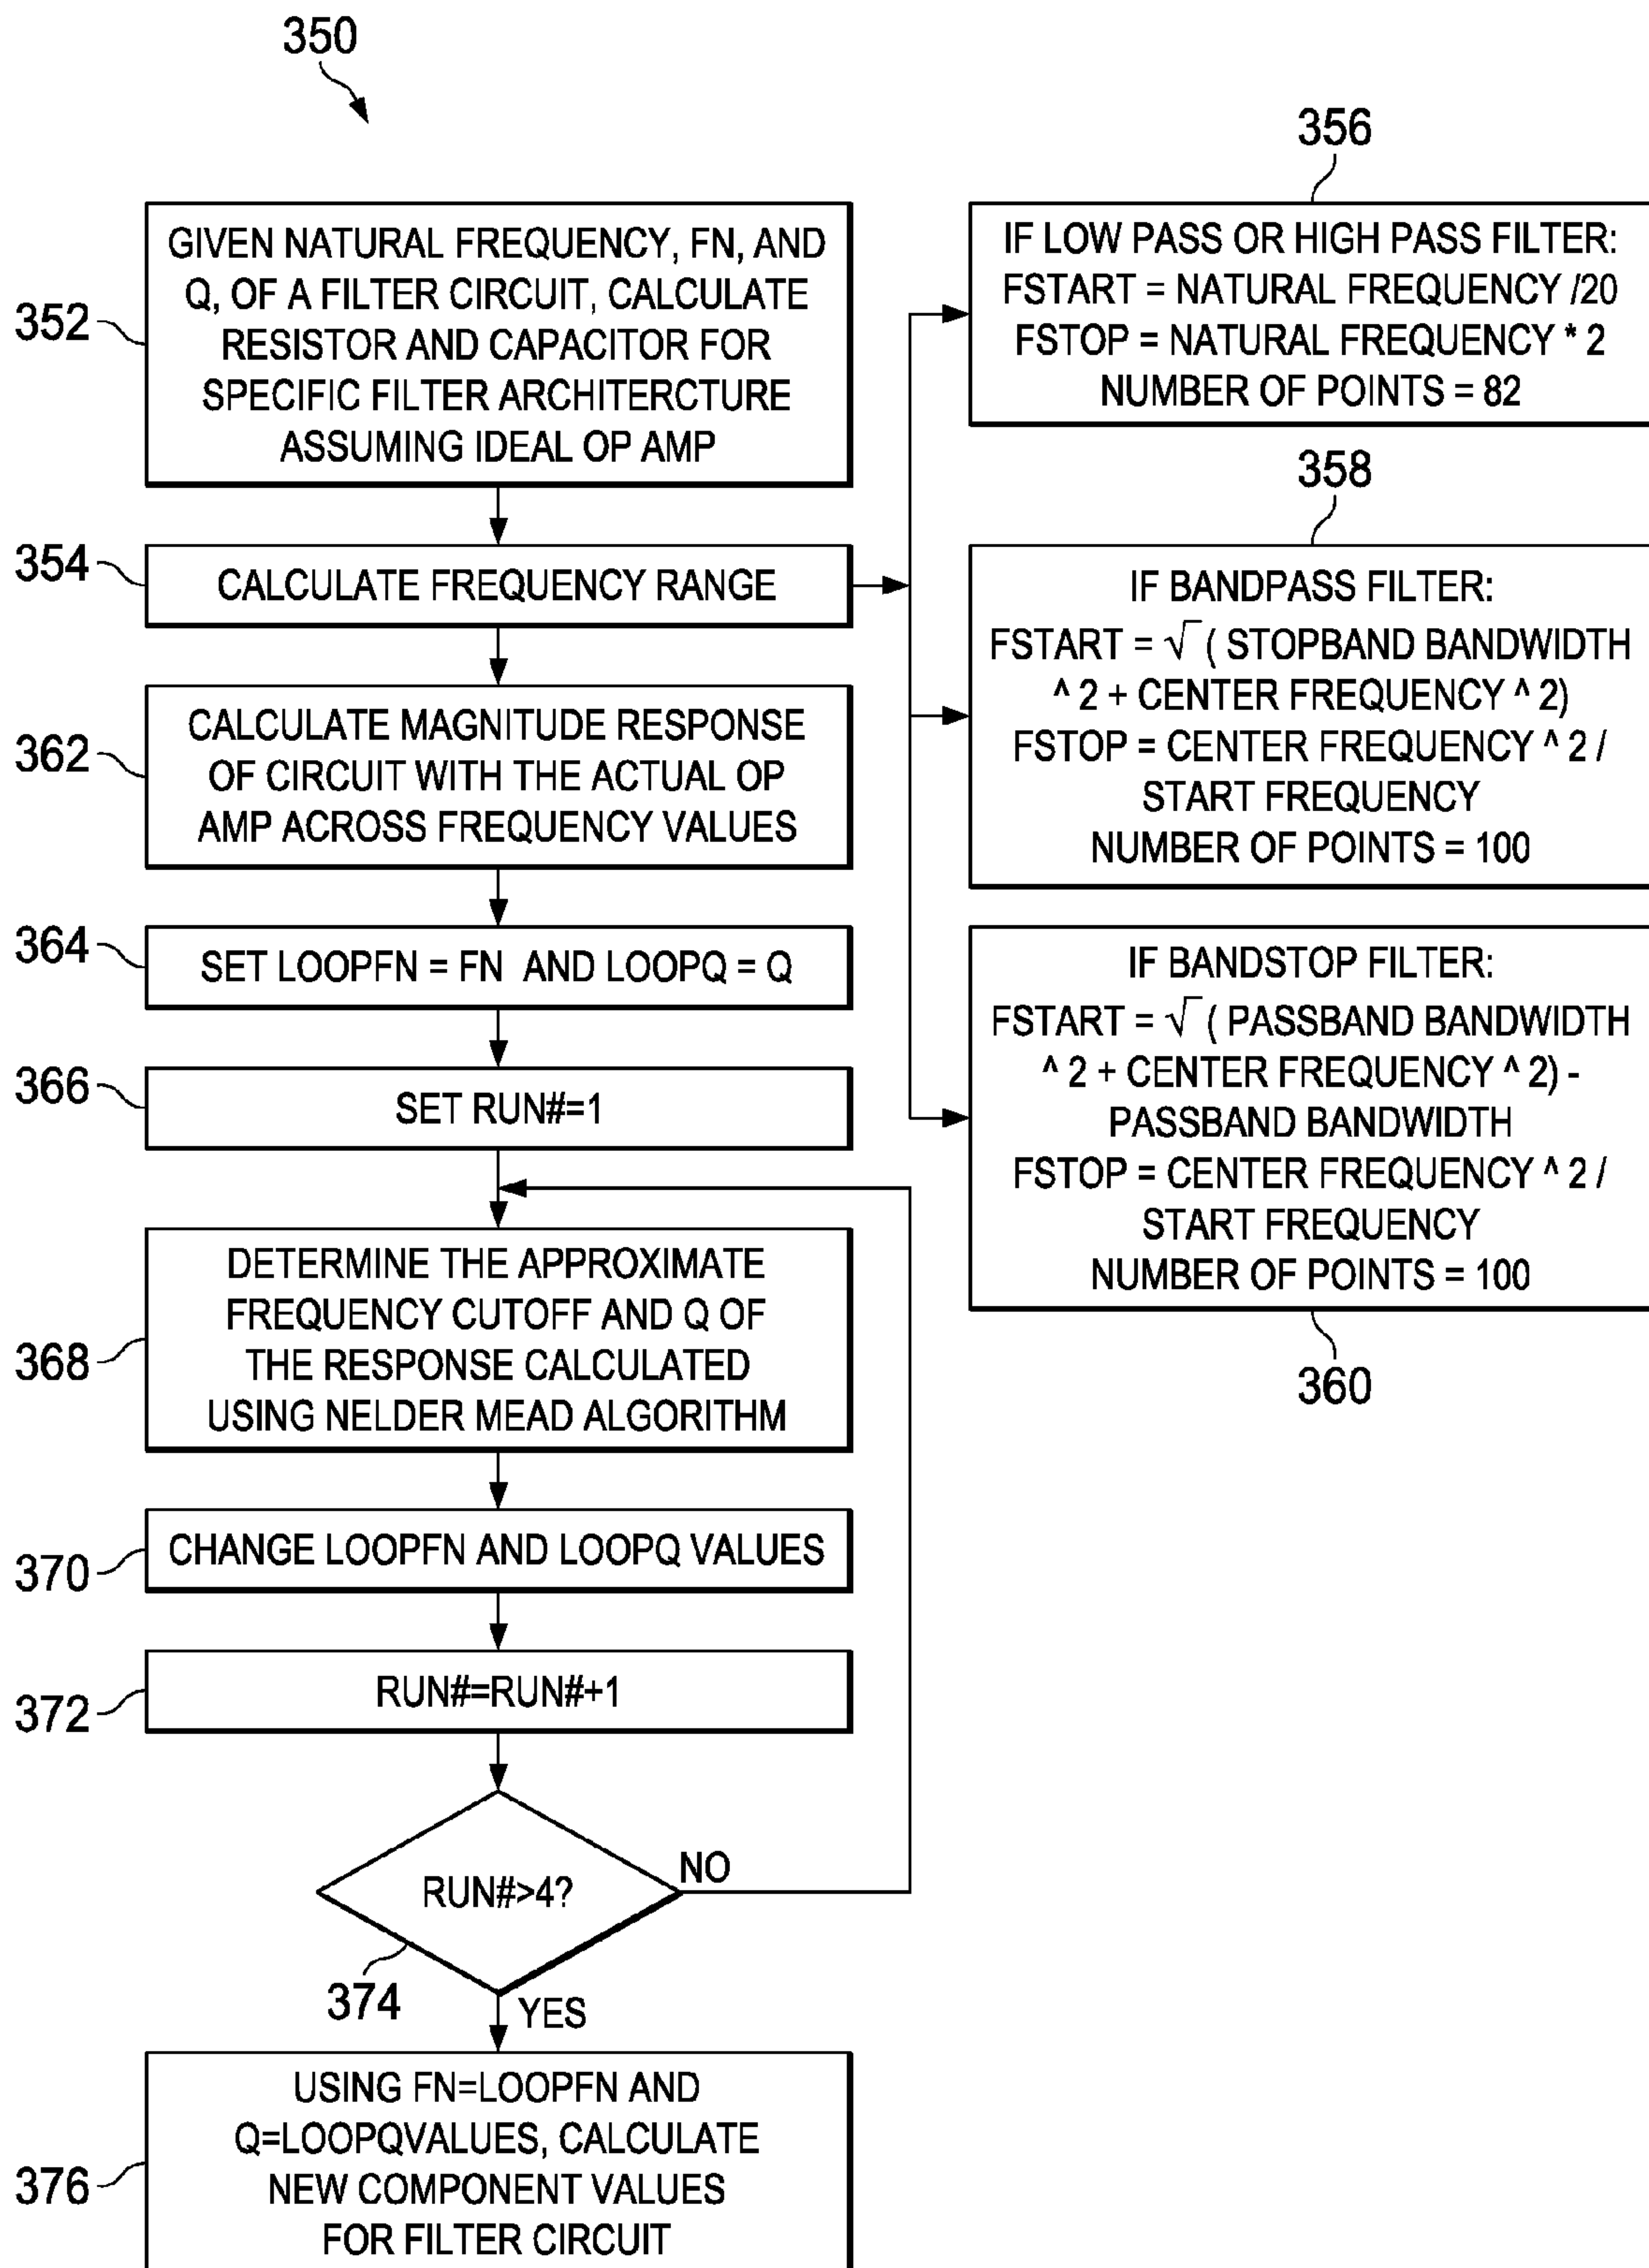 350
352
GIVEN NATURAL FREQUENCY, FN, AND
Q, OF A FILTER CIRCUIT, CALCULATE
RESISTOR AND CAPACITOR FOR
SPECIFIC FILTER ARCHITERCTURE
ASSUMING IDEAL OP AMP
354
CALCULATE FREQUENCY RANGE
356
IF LOW PASS OR HIGH PASS FILTER:
FSTART = NATURAL FREQUENCY /20
FSTOP = NATURAL FREQUENCY * 2
NUMBER OF POINTS = 82
358
IF BANDPASS FILTER:
FSTART = √ ( STOPBAND BANDWIDTH
^ 2 + CENTER FREQUENCY ^ 2)
FSTOP = CENTER FREQUENCY ^ 2 /
START FREQUENCY
NUMBER OF POINTS = 100
IF BANDSTOP FILTER:
FSTART = √ ( PASSBAND BANDWIDTH
^ 2 + CENTER FREQUENCY ^ 2) -
PASSBAND BANDWIDTH
FSTOP = CENTER FREQUENCY ^ 2 /
START FREQUENCY
NUMBER OF POINTS = 100
360
362
CALCULATE MAGNITUDE RESPONSE
OF CIRCUIT WITH THE ACTUAL OP
AMP ACROSS FREQUENCY VALUES
364
SET LOOPFN = FN AND LOOPQ = Q
366
SET RUN#=1
368
DETERMINE THE APPROXIMATE
FREQUENCY CUTOFF AND Q OF
THE RESPONSE CALCULATED
USING NELDER MEAD ALGORITHM
370
CHANGE LOOPFN AND LOOPQ VALUES
372
RUN#=RUN#+1
RUN#>4?
NO
374
YES
376
USING FN=LOOPFN AND
Q=LOOPQVALUES, CALCULATE
NEW COMPONENT VALUES
FOR FILTER CIRCUIT